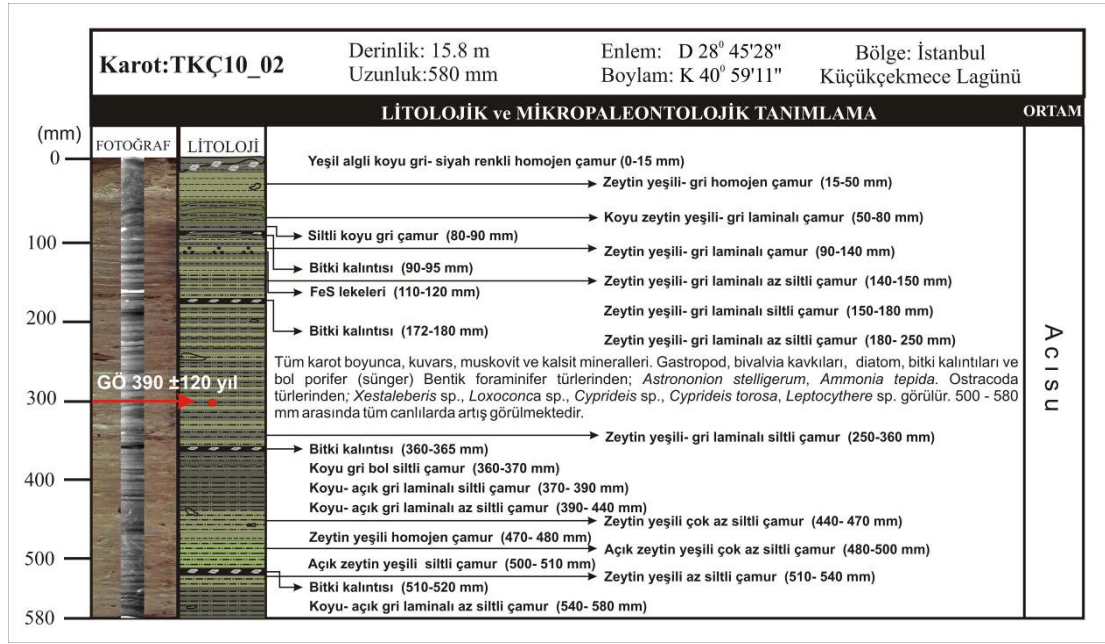 Karot:TKÇ10_02
Derinlik: 15.8 m
Uzunluk:580 mm
Enlem: D 28⁰ 45'28"
Boylam: K 40⁰ 59'11"
Bölge: İstanbul
Küçükçekmece Lagünü
LİTOLOJİK ve MİKROPALEONTOLOJİK TANIMLAMA
ORTAM
(mm)
FOTOĞRAF
LİTOLOJİ
0
100
200
300
400
500
580
GÖ 390 ±120 yıl
Yeşil algli koyu gri- siyah renkli homojen çamur (0-15 mm)
Zeytin yeşili- gri homojen çamur (15-50 mm)
Koyu zeytin yeşili- gri laminalı çamur (50-80 mm)
Siltli koyu gri çamur (80-90 mm)
Zeytin yeşili- gri laminalı çamur (90-140 mm)
Bitki kalıntısı (90-95 mm)
Zeytin yeşili- gri laminalı az siltli çamur (140-150 mm)
FeS lekeleri (110-120 mm)
Zeytin yeşili- gri laminalı siltli çamur (150-180 mm)
Bitki kalıntısı (172-180 mm)
Zeytin yeşili- gri laminalı az siltli çamur (180- 250 mm)
Tüm karot boyunca, kuvars, muskovit ve kalsit mineralleri. Gastropod, bivalvia kavkıları, diatom, bitki kalıntıları ve
bol porifer (sünger) Bentik foraminifer türlerinden; Astrononion stelligerum, Ammonia tepida. Ostracoda
türlerinden; Xestaleberis sp., Loxoconca sp., Cyprideis sp., Cyprideis torosa, Leptocythere sp. görülür. 500 - 580
mm arasında tüm canlılarda artış görülmektedir.
Zeytin yeşili- gri laminalı siltli çamur (250-360 mm)
Bitki kalıntısı (360-365 mm)
Koyu gri bol siltli çamur (360-370 mm)
Koyu- açık gri laminalı siltli çamur (370- 390 mm)
Koyu- açık gri laminalı az siltli çamur (390- 440 mm)
Zeytin yeşili çok az siltli çamur (440- 470 mm)
Zeytin yeşili homojen çamur (470- 480 mm)
Açık zeytin yeşili çok az siltli çamur (480-500 mm)
Açık zeytin yeşili siltli çamur (500- 510 mm)
Zeytin yeşili az siltli çamur (510- 540 mm)
Bitki kalıntısı (510-520 mm)
Koyu- açık gri laminalı az siltli çamur (540- 580 mm)
Acısu